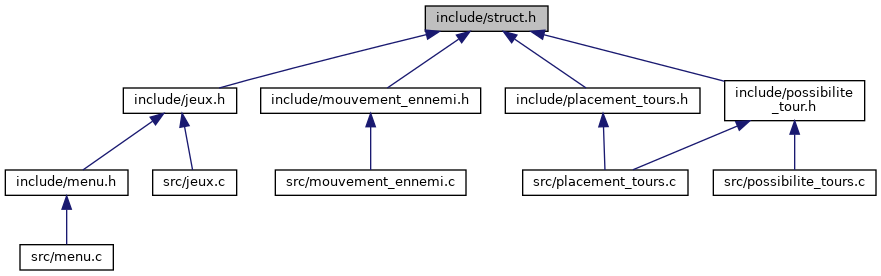 include/struct.h
include/jeux.h
include/mouvement_ennemi.h
include/placement_tours.h
include/possibilite
_tour.h
include/menu.h
src/jeux.c
src/mouvement_ennemi.c
src/placement_tours.c
src/possibilite_tours.c
src/menu.c